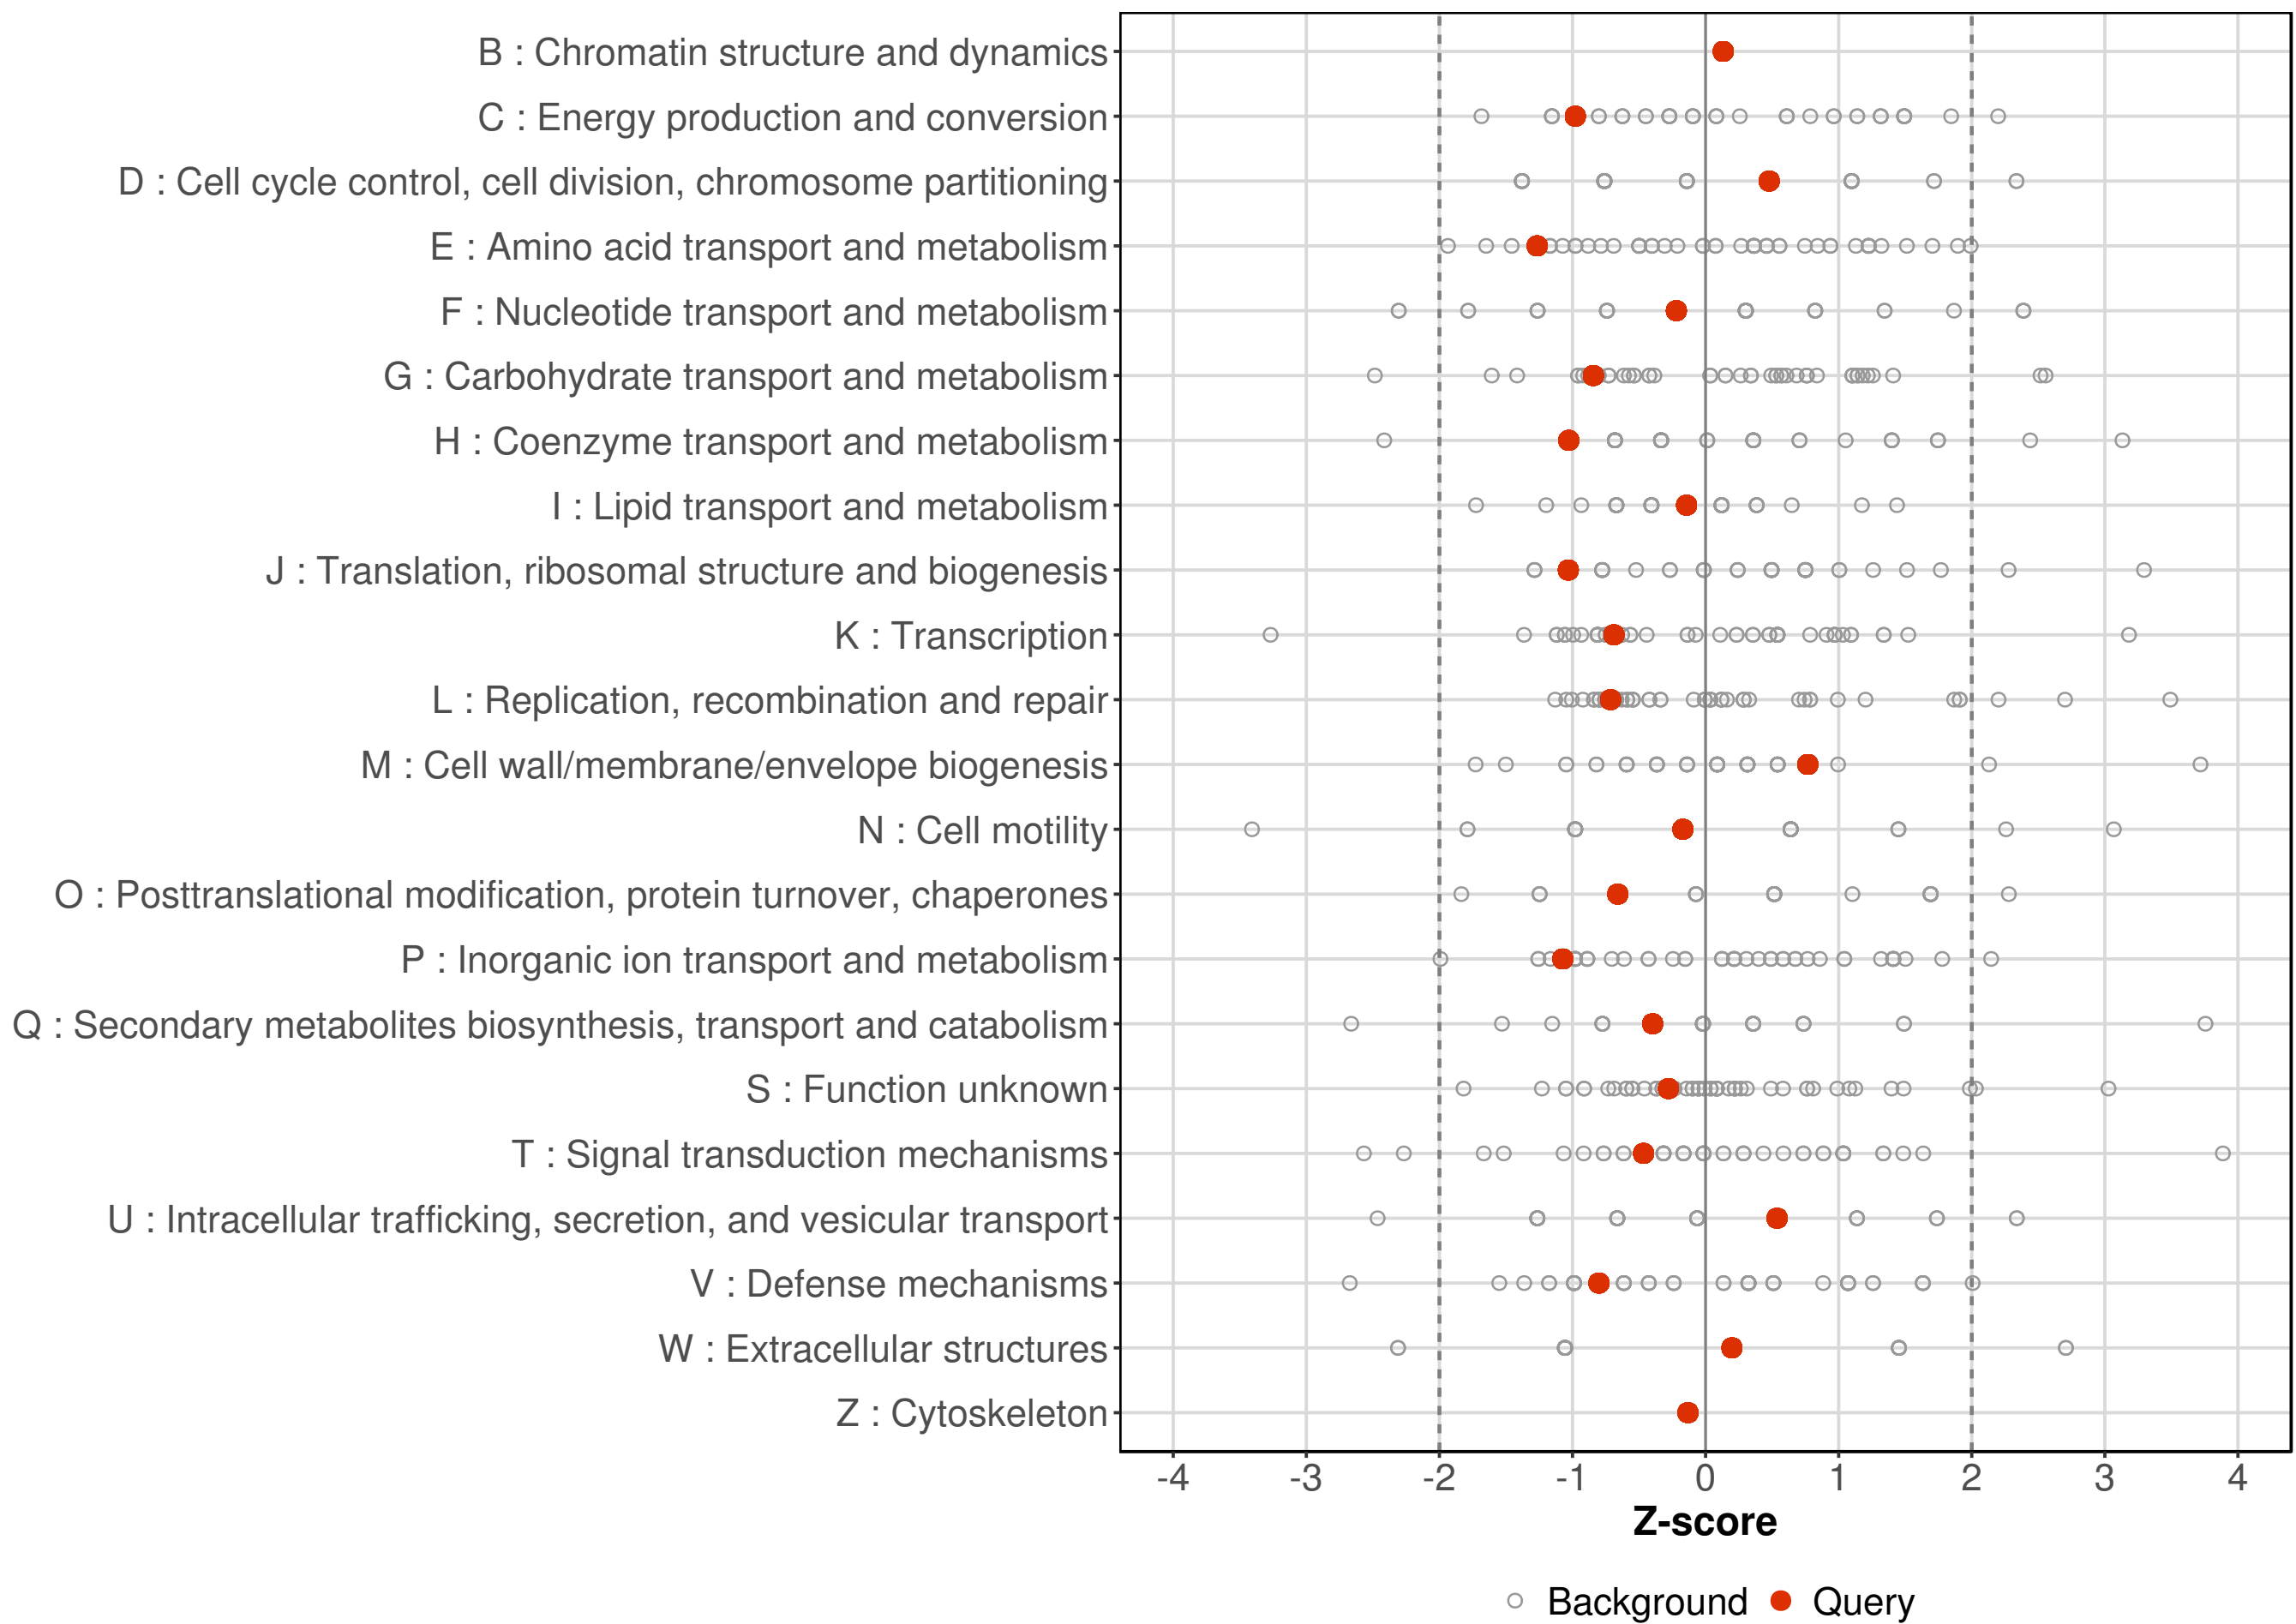 B : Chromatin structure and dynamics
C : Energy production and conversion
D : Cell cycle control, cell division, chromosome partitioning
E : Amino acid transport and metabolism
F : Nucleotide transport and metabolism
G : Carbohydrate transport and metabolism
H : Coenzyme transport and metabolism
I : Lipid transport and metabolism
J : Translation, ribosomal structure and biogenesis
K : Transcription
L : Replication, recombination and repair
M : Cell wall/membrane/envelope biogenesis
N : Cell motility
O : Posttranslational modification, protein turnover, chaperones
P : Inorganic ion transport and metabolism
Q : Secondary metabolites biosynthesis, transport and catabolism
S : Function unknown
T : Signal transduction mechanisms
U : Intracellular trafficking, secretion, and vesicular transport
V : Defense mechanisms
W : Extracellular structures
Z : Cytoskeleton
-4 -3 -2 -1 0 1 2 3 4
Z-score
Background Query